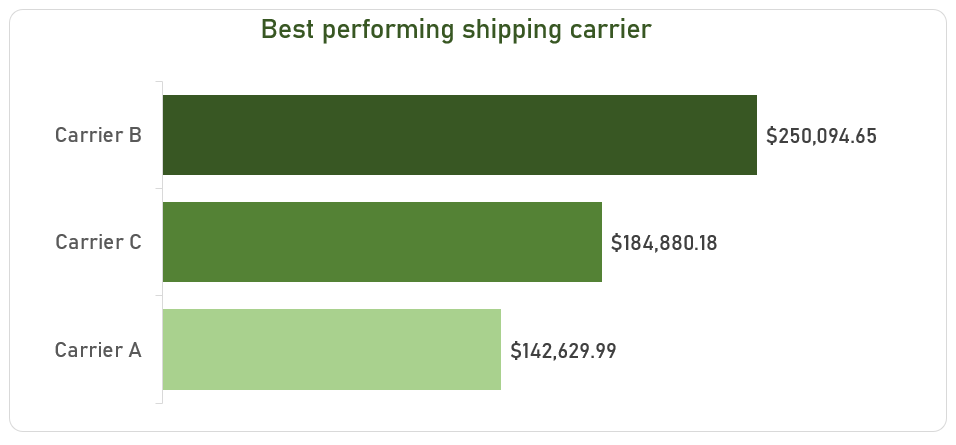 Best performing shipping carrier
Carrier B $250,094.65
Carrier C $184,880.18
Carrier A $142,629.99